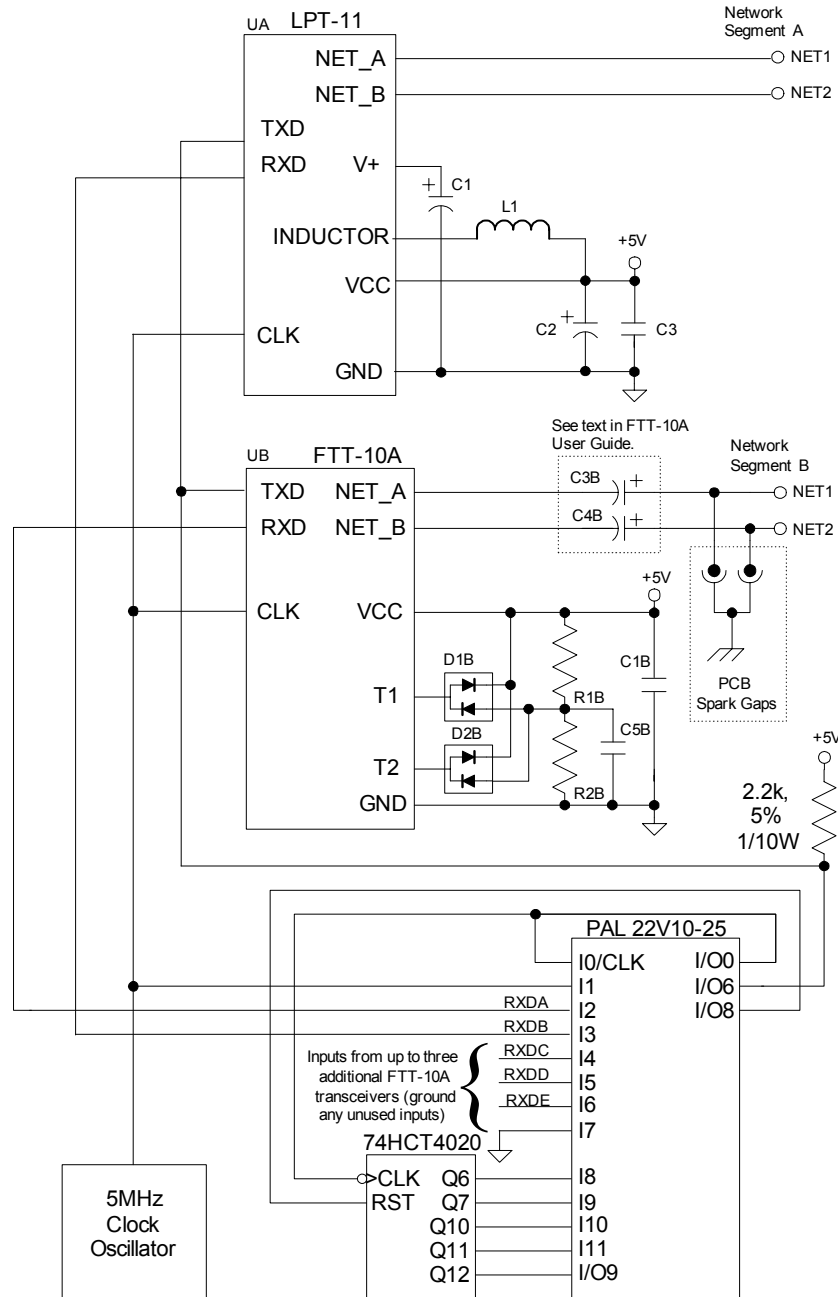 UA LPT-11
Network
Segment A
NET_A
NET1
NET_B
NET2
TXD
RXD
V+
+
C1
L1
INDUCTOR
+5V
VCC
+
C2
C3
CLK
GND
See text in FTT-10A
User Guide.
Network
Segment B
UB FTT-10A
TXD
NET_A
C3B
+
NET1
RXD
NET_B
C4B
+
NET2
+5V
CLK
VCC
D1B
C1B
T1
R1B
PCB
Spark Gaps
D2B
C5B
T2
R2B
GND
+5V
2.2k,
5%
1/10W
PAL 22V10-25
I0/CLK
I/O0
I1
I/O6
RXDA
I2
I/O8
RXDB
I3
Inputs from up to three
additional FTT-10A
transceivers (ground
any unused inputs)
RXDC
I4
RXDD
I5
RXDE
I6
I7
74HCT4020
CLK
Q6
I8
RST
Q7
I9
Q10
I10
Q11
I11
Q12
I/O9
5MHz
Clock
Oscillator